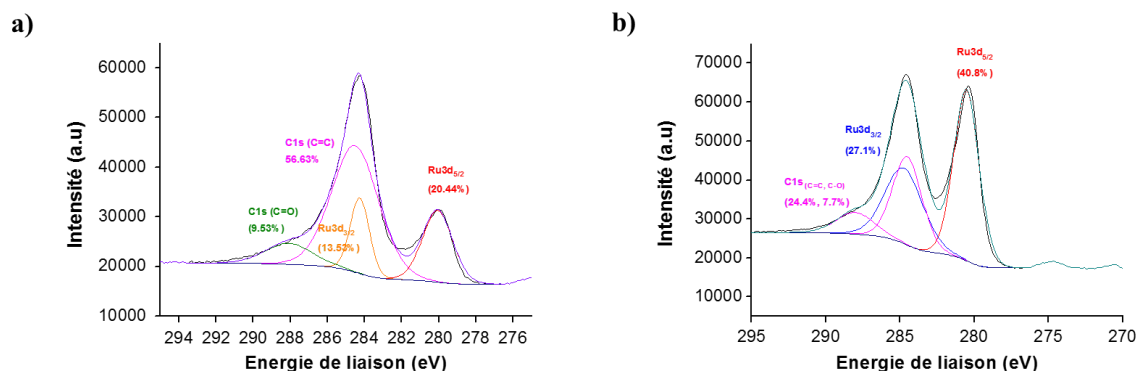 a)
Intensité (a.u)
60000
50000
40000
30000
20000
10000
C1s (C=C)
56.63%
C1s (C=O)
(9.53%)
Ru3d3/2
(13.53%)
Ru3d5/2
(20.44%)
294 292 290 288 286 284 282 280 278 276
Energie de liaison (eV)
b)
Intensité (a.u)
70000
60000
50000
40000
30000
20000
10000
Ru3d5/2
(40.8%)
Ru3d3/2
(27.1%)
C1s (C=C, C-O)
(24.4%, 7.7%)
295 290 285 280 275 270
Energie de liaison (eV)